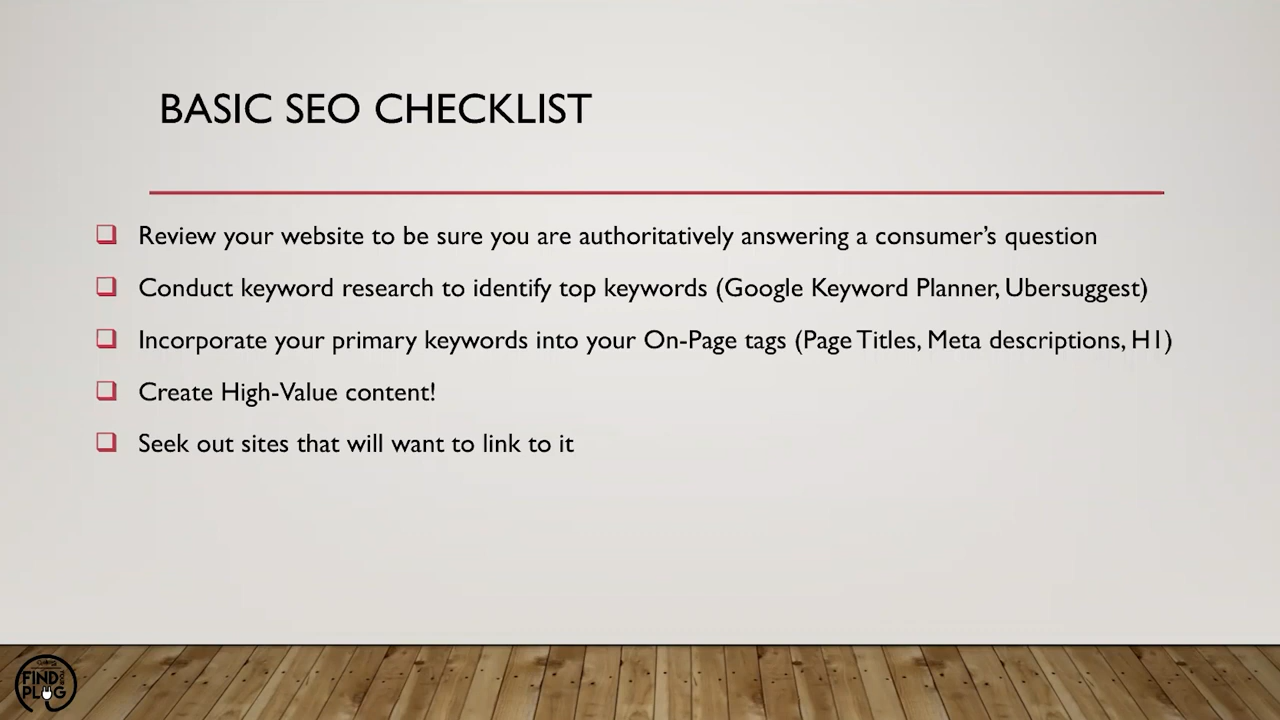 BASIC SEO CHECKLIST
Review your website to be sure you are authoritatively answering a consumer’s question
Conduct keyword research to identify top keywords (Google Keyword Planner, Ubersuggest)
Incorporate your primary keywords into your On-Page tags (Page Titles, Meta descriptions, H1)
Create High-Value content!
Seek out sites that will want to link to it
FIND
PLUG